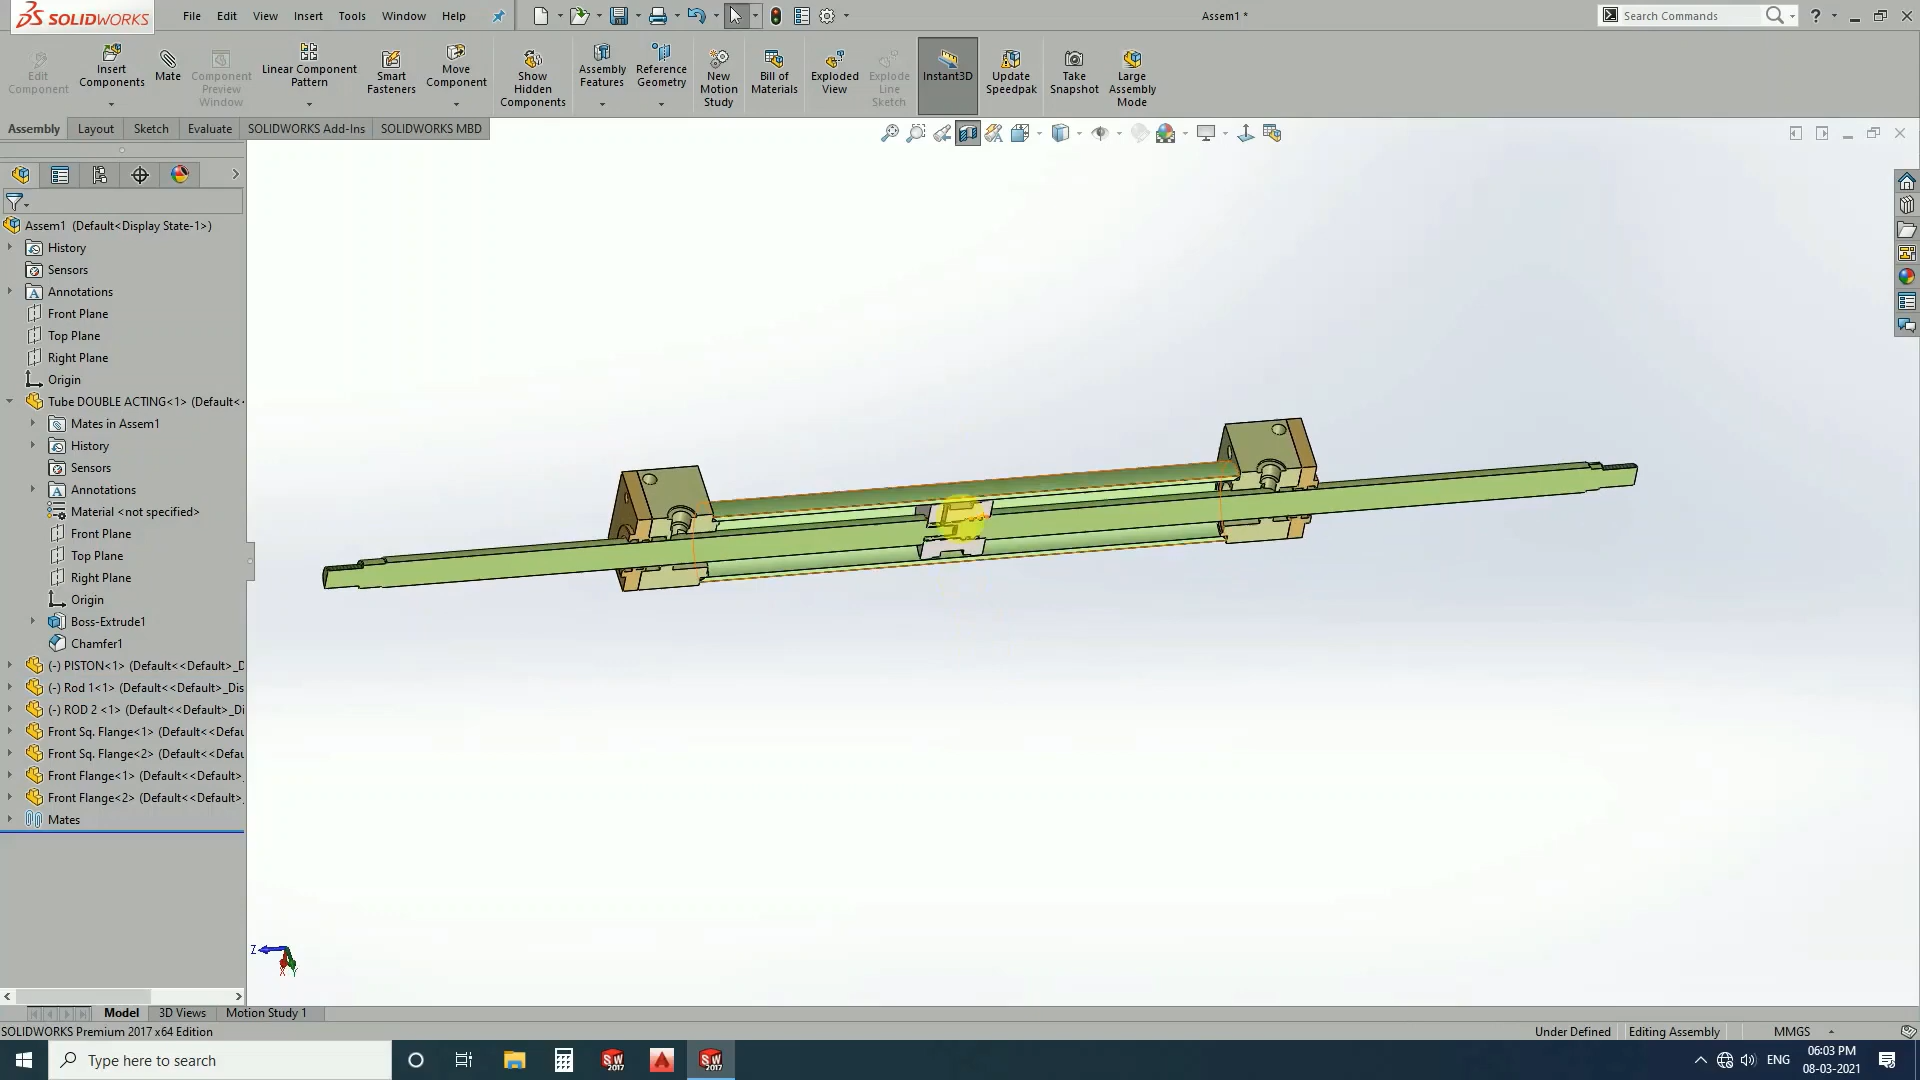 SOLIDWORKS File Edit View Insert Tools Window Help Assem1 * Search Commands
Edit Component
Insert Components
Mate
Component Preview Window
Linear Component Pattern
Smart Fasteners
Move Component
Show Hidden Components
Assembly Features
Reference Geometry
New Motion Study
Bill of Materials
Exploded View
Explode Line Sketch
Instant3D
Update Speedpak
Take Snapshot
Large Assembly Mode
Assembly Layout Sketch Evaluate SOLIDWORKS Add-Ins SOLIDWORKS MBD
Assem1 (Default<Display State-1>)
History
Sensors
Annotations
Front Plane
Top Plane
Right Plane
Origin
Tube DOUBLE ACTING<1> (Default<
Mates in Assem1
History
Sensors
Annotations
Material <not specified>
Front Plane
Top Plane
Right Plane
Origin
Boss-Extrude1
Chamfer1
(-) PISTON<1> (Default<<Default>_D
(-) Rod 1<1> (Default<<Default>_Dis
(-) ROD 2 <1> (Default<<Default>_Di
Front Sq. Flange<1> (Default<<Defau
Front Sq. Flange<2> (Default<<Defau
Front Flange<1> (Default<<Default>
Front Flange<2> (Default<<Default>
Mates
Z
X Y
Model 3D Views Motion Study 1
SOLIDWORKS Premium 2017 x64 Edition Under Defined Editing Assembly MMGS
Type here to search
SW 2017
SW 2017
ENG
06:03 PM
08-03-2021